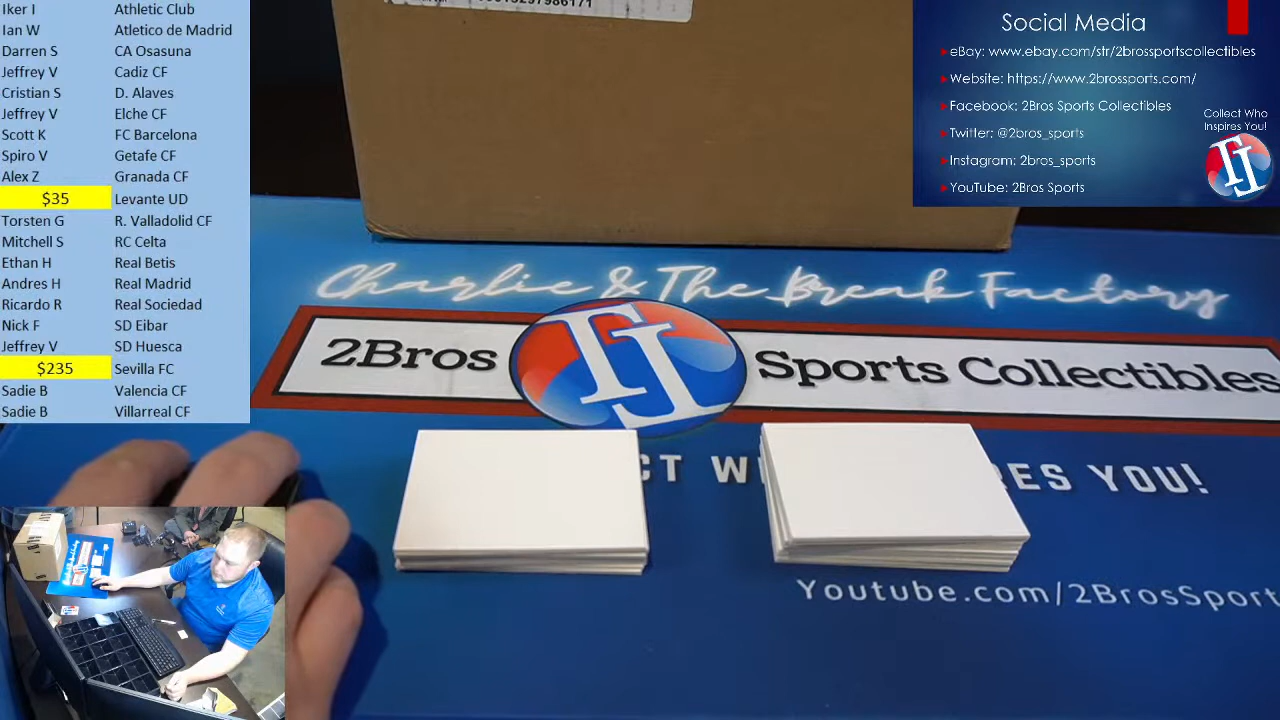 Iker I Athletic Club
Ian W Atletico de Madrid
Darren S CA Osasuna
Jeffrey V Cadiz CF
Cristian S D. Alaves
Jeffrey V Elche CF
Scott K FC Barcelona
Spiro V Getafe CF
Alex Z Granada CF
$35 Levante UD
Torsten G R. Valladolid CF
Mitchell S RC Celta
Ethan H Real Betis
Andres H Real Madrid
Ricardo R Real Sociedad
Nick F SD Eibar
Jeffrey V SD Huesca
$235 Sevilla FC
Sadie B Valencia CF
Sadie B Villarreal CF
Social Media
eBay: www.ebay.com/str/2brossportscollectibles
Website: https://www.2brossports.com/
Facebook: 2Bros Sports Collectibles
Twitter: @2bros_sports
Instagram: 2bros_sports
YouTube: 2Bros Sports
Collect Who
Inspires You!
Charlie & The Break Factory
2Bros Sports Collectibles
CT W RES YOU!
Youtube.com/2BrosSport